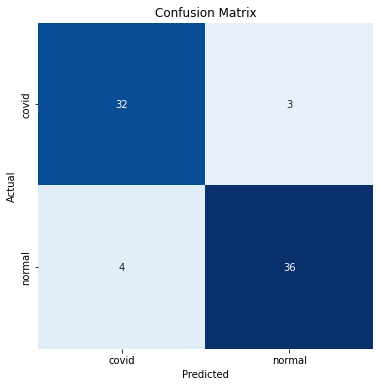 Confusion Matrix
covid
32
3
Actual
normal
4
36
covid
normal
Predicted